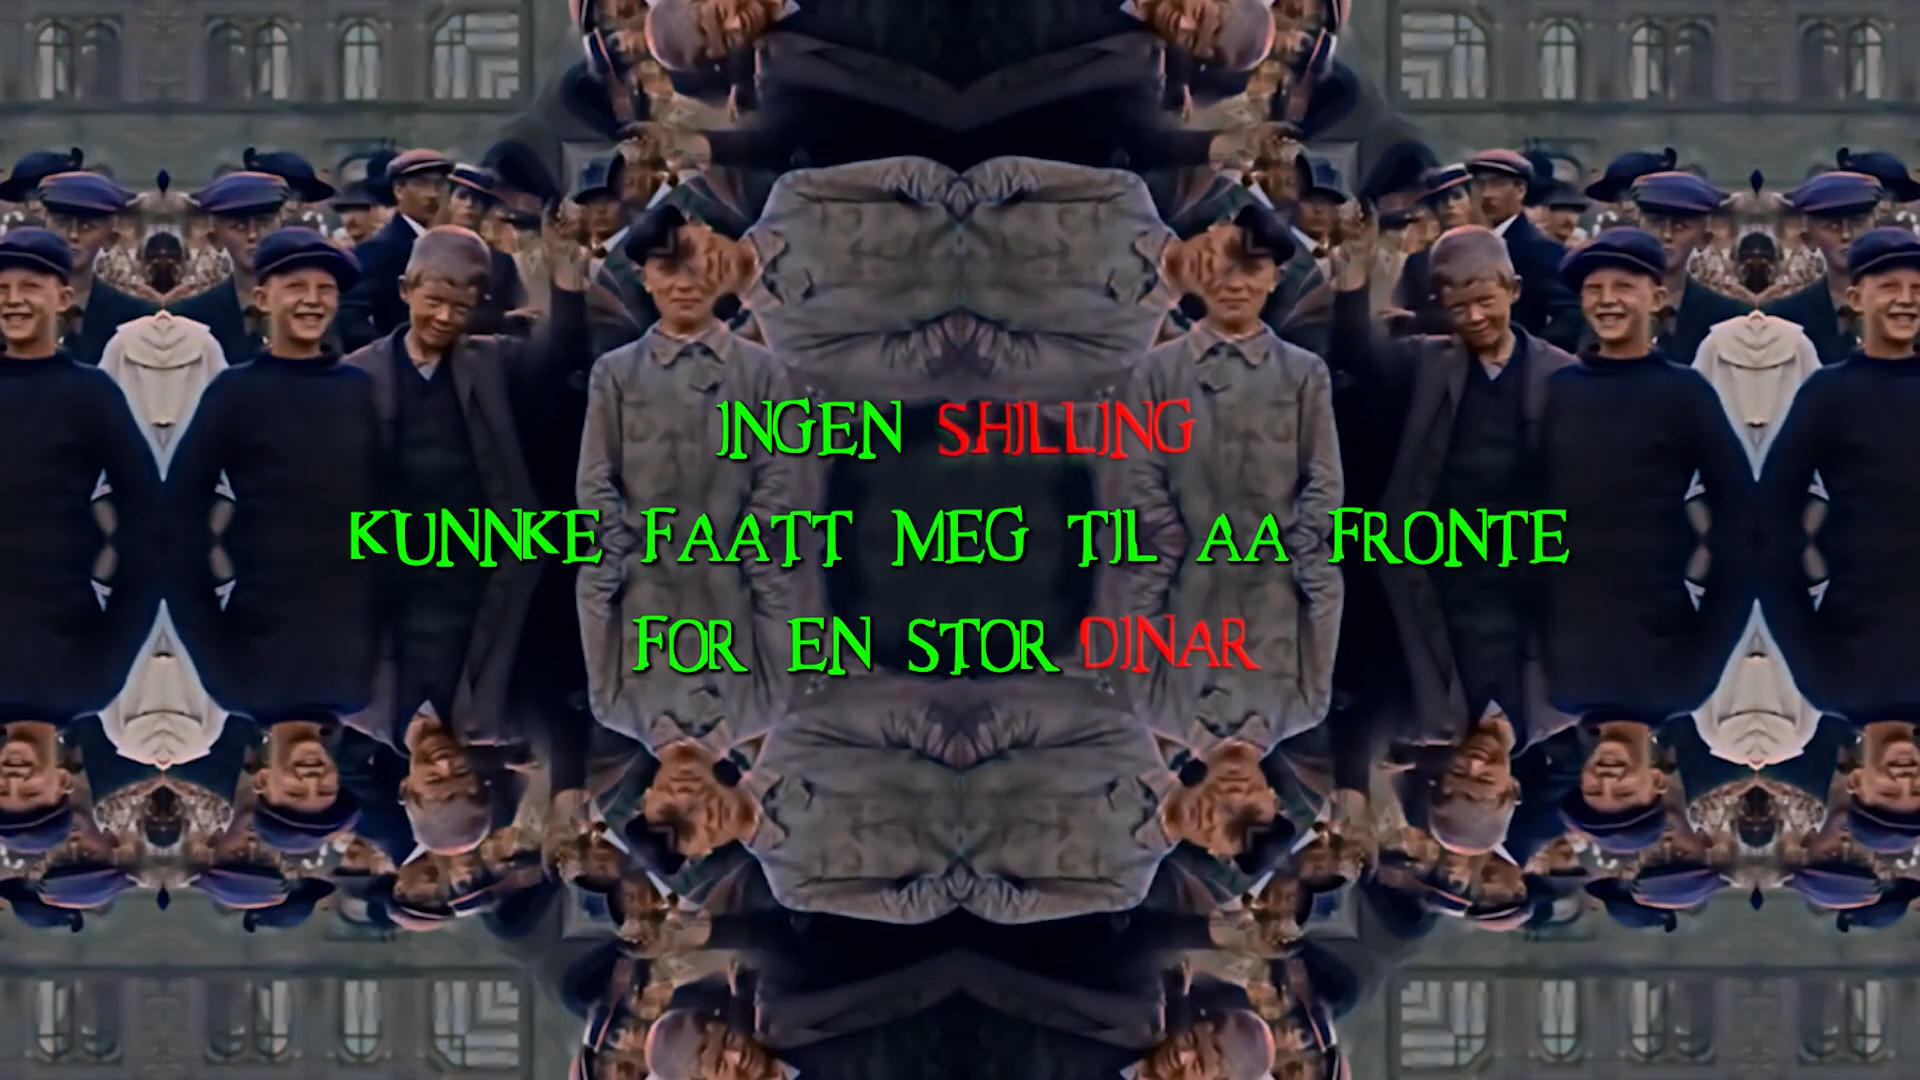 INGEN SHILLING
KUNNKE FAATT MEG TIL AA FRONTE
FOR EN STOR DINAR